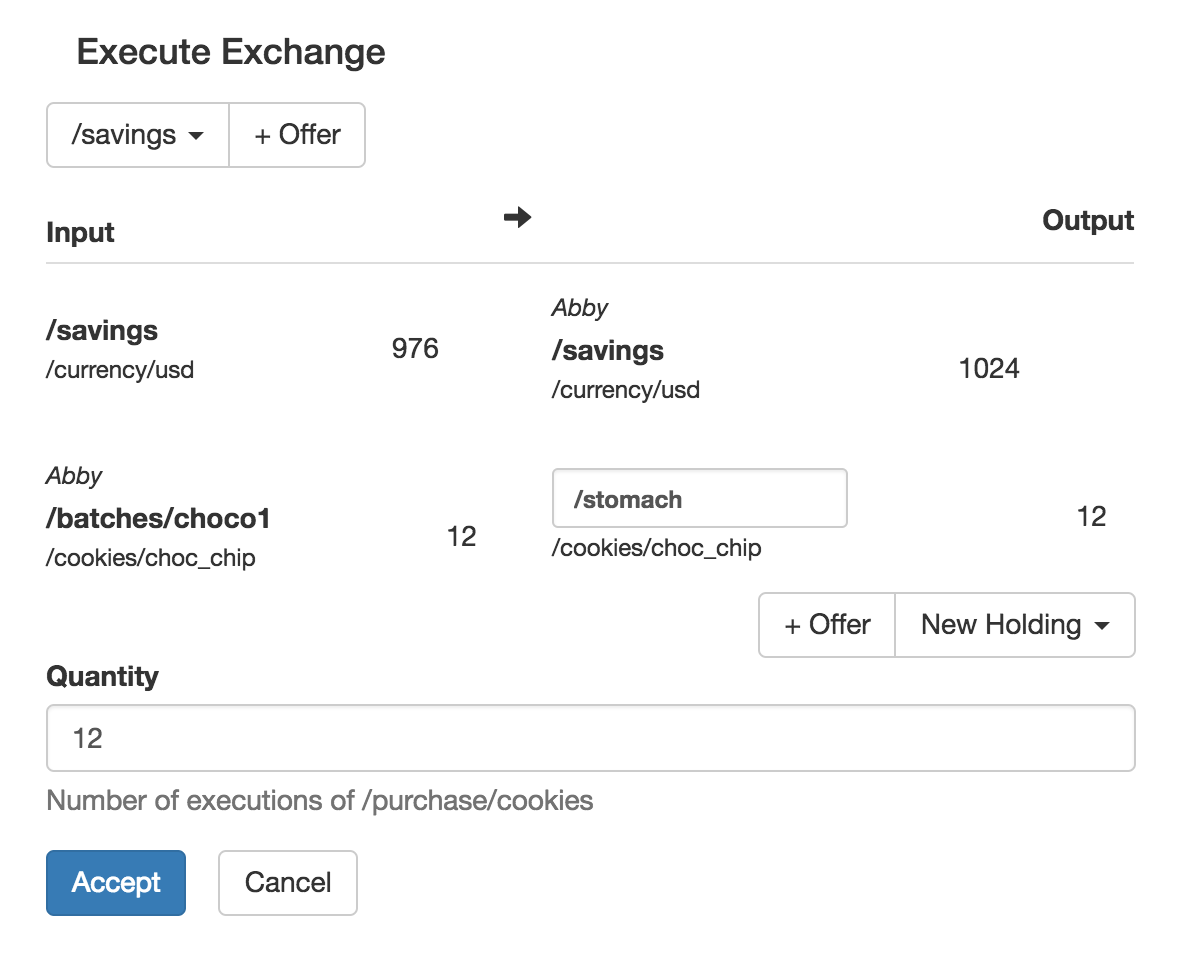 Execute Exchange
/savings
+ Offer
Input
Output
/savings
/currency/usd
976
Abby
/savings
/currency/usd
1024
Abby
/batches/choco1
/cookies/choc_chip
12
/stomach
/cookies/choc_chip
12
+ Offer
New Holding
Quantity
12
Number of executions of /purchase/cookies
Accept
Cancel